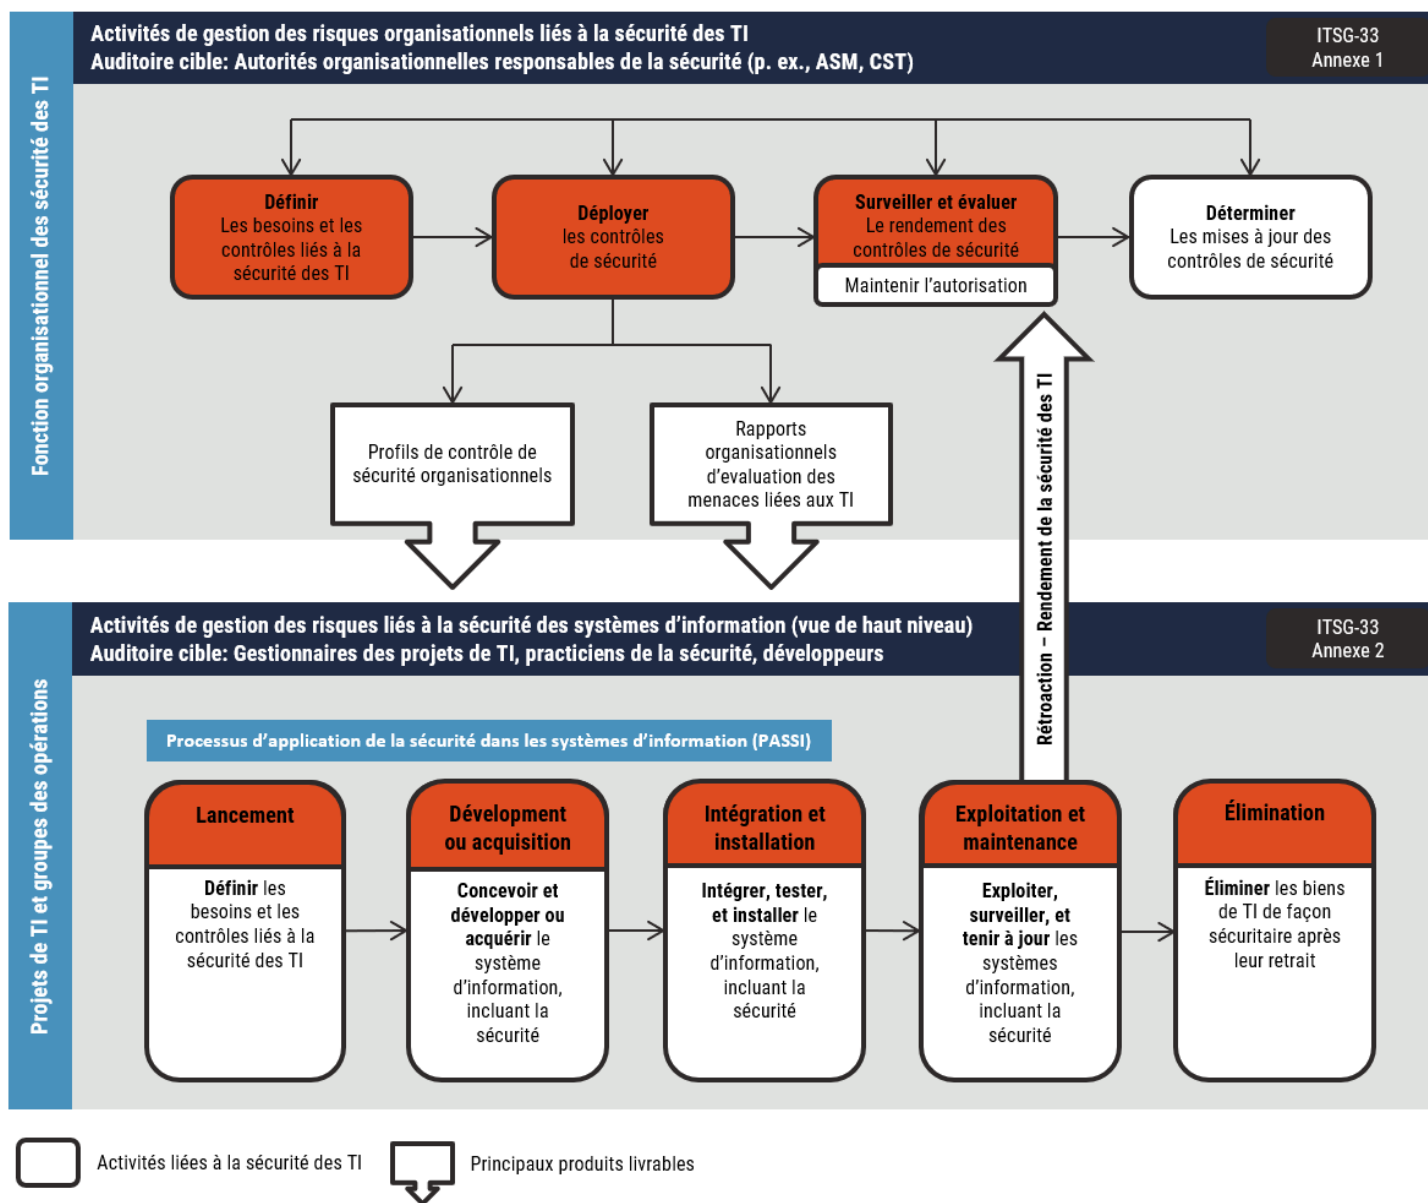 Activités de gestion des risques organisationnels liés à la sécurité des TI
Auditoire cible: Autorités organisationnelles responsables de la sécurité (p. ex., ASM, CST)
ITSG-33
Annexe 1
Fonction organisationnel des sécurité des TI
Définir
Les besoins et les
contrôles liés à la
sécurité des TI
Déployer
les contrôles
de sécurité
Surveiller et évaluer
Le rendement des
contrôles de sécurité
Maintenir l'autorisation
Déterminer
Les mises à jour des
contrôles de sécurité
Profils de contrôle de
sécurité organisationnels
Rapports
organisationnels
d'evaluation des
menaces liées aux TI
Rétroaction – Rendement de la sécurité des TI
Activités de gestion des risques liés à la sécurité des systèmes d'information (vue de haut niveau)
Auditoire cible: Gestionnaires des projets de TI, practiciens de la sécurité, développeurs
ITSG-33
Annexe 2
Projets de TI et groupes des opérations
Processus d'application de la sécurité dans les systèmes d'information (PASSI)
Lancement
Définir les
besoins et les
contrôles liés à la
sécurité des TI
Dévelopment
ou acquisition
Concevoir et
développer ou
acquérir le
système
d'information,
incluant la
sécurité
Intégration et
installation
Intégrer, tester,
et installer le
système
d'information,
incluant la
sécurité
Exploitation et
maintenance
Exploiter,
surveiller, et
tenir à jour les
systèmes
d'information,
incluant la
sécurité
Élimination
Éliminer les biens
de TI de façon
sécuritaire après
leur retrait
Activités liées à la sécurité des TI
Principaux produits livrables